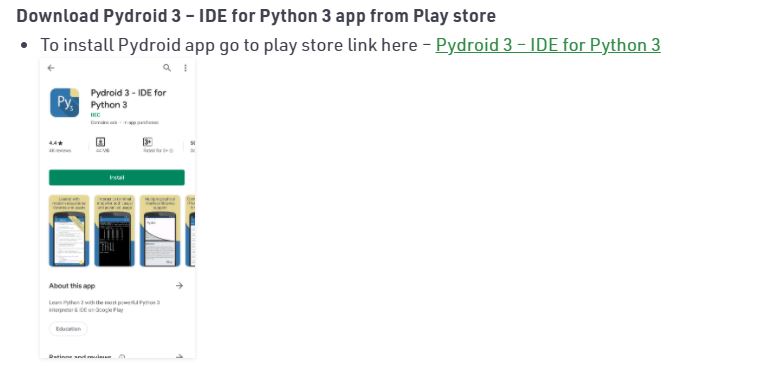 Download Pydroid 3 – IDE for Python 3 app from Play store
• To install Pydroid app go to play store link here – Pydroid 3 – IDE for Python 3
Pydroid 3 - IDE for
Python 3
IIEC
Contains ads · In-app purchases
4.4★
3+
4K reviews
44 MB
Rated for 3+
Install
About this app
Learn Python 3 with the most powerful Python 3
interpreter & IDE on Google Play
Education
Ratings and reviews